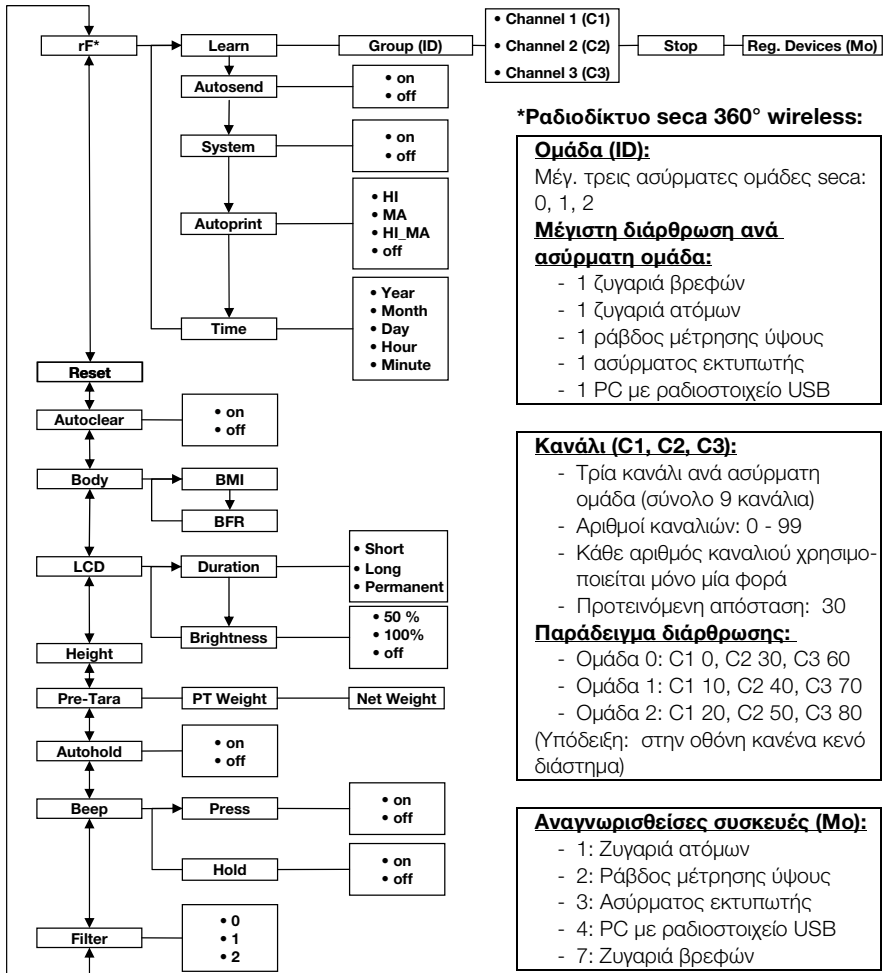 rF*
Learn
Group (ID)
• Channel 1 (C1)
• Channel 2 (C2)
• Channel 3 (C3)
Stop
Reg. Devices (Mo)
Autosend
• on
• off
System
• on
• off
Autoprint
• HI
• MA
• HI_MA
• off
Time
• Year
• Month
• Day
• Hour
• Minute
Reset
Autoclear
• on
• off
Body
BMI
BFR
LCD
Duration
• Short
• Long
• Permanent
Brightness
• 50 %
• 100%
• off
Height
Pre-Tara
PT Weight
Net Weight
Autohold
• on
• off
Beep
Press
• on
• off
Hold
• on
• off
Filter
• 0
• 1
• 2
*Ραδιοδίκτυο seca 360° wireless:
Ομάδα (ID):
Μέγ. τρεις ασύρματες ομάδες seca:
0, 1, 2
Μέγιστη διάρθρωση ανά
ασύρματη ομάδα:
- 1 ζυγαριά βρεφών
- 1 ζυγαριά ατόμων
- 1 ράβδος μέτρησης ύψους
- 1 ασύρματος εκτυπωτής
- 1 PC με ραδιοστοιχείο USB
Κανάλι (C1, C2, C3):
- Τρία κανάλι ανά ασύρματη
ομάδα (σύνολο 9 κανάλια)
- Αριθμοί καναλιών: 0 - 99
- Κάθε αριθμός καναλιού χρησιμο-
ποιείται μόνο μία φορά
- Προτεινόμενη απόσταση: 30
Παράδειγμα διάρθρωσης:
- Ομάδα 0: C1 0, C2 30, C3 60
- Ομάδα 1: C1 10, C2 40, C3 70
- Ομάδα 2: C1 20, C2 50, C3 80
(Υπόδειξη: στην οθόνη κανένα κενό
διάστημα)
Αναγνωρισθείσες συσκευές (Mo):
- 1: Ζυγαριά ατόμων
- 2: Ράβδος μέτρησης ύψους
- 3: Ασύρματος εκτυπωτής
- 4: PC με ραδιοστοιχείο USB
- 7: Ζυγαριά βρεφών